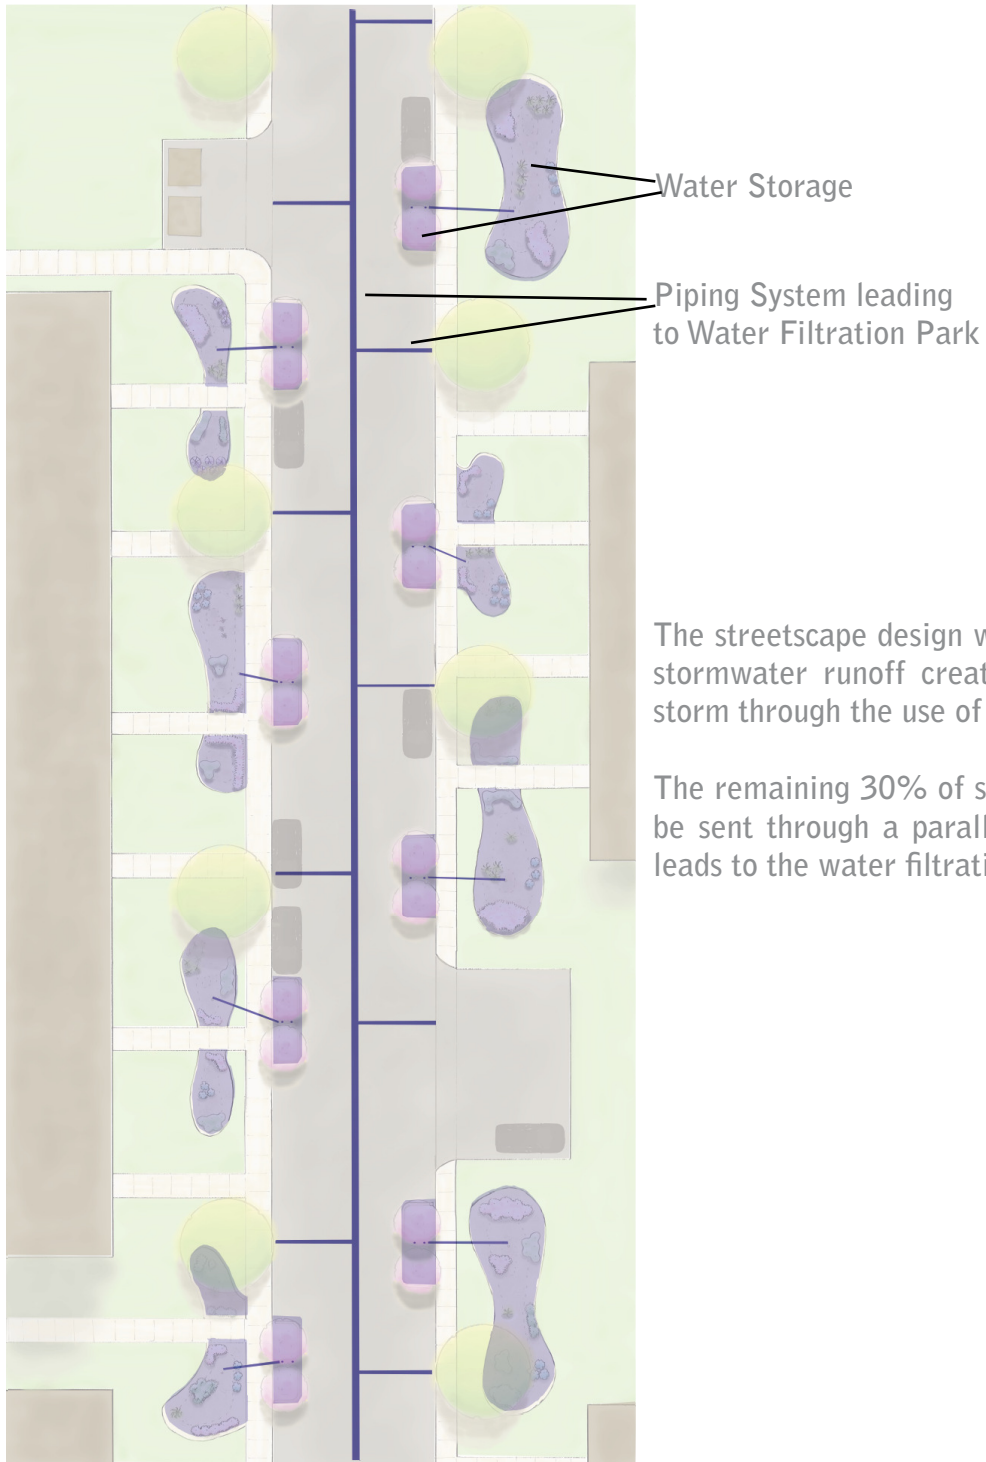 Water Storage
Piping System leading
to Water Filtration Park
The streetscape design
stormwater runoff
storm through the use of
The remaining 30% of
be sent through a
leads to the water